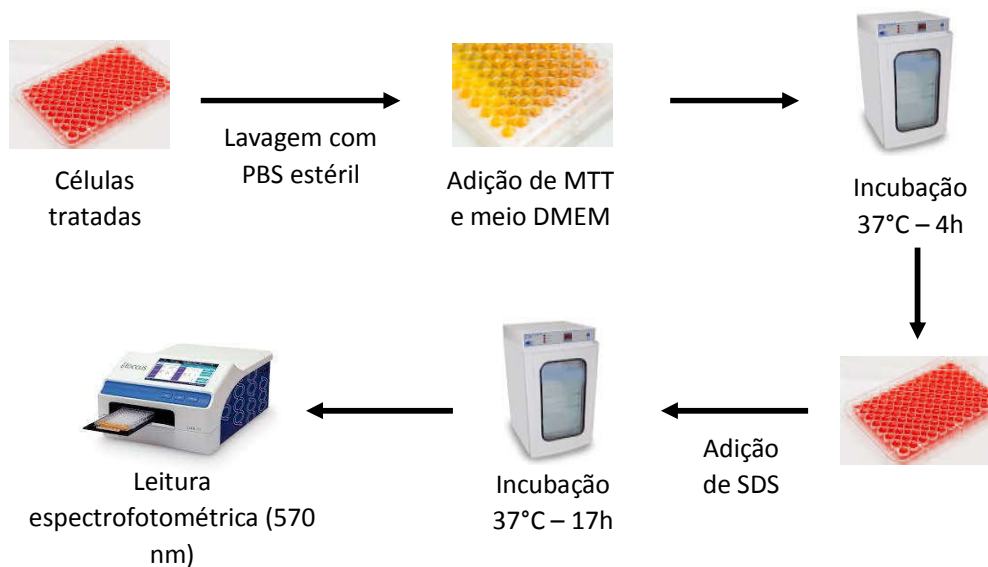 Células
tratadas
Lavagem com
PBS estéril
Adição de MTT
e meio DMEM
Incubação
37°C – 4h
Adição
de SDS
Incubação
37°C – 17h
Leitura
espectrofotométrica (570
nm)